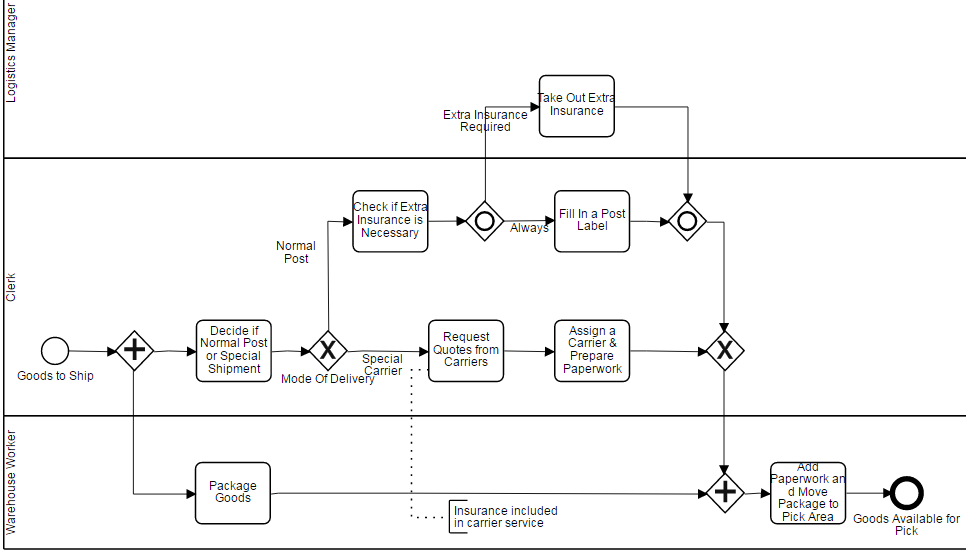 Logistics Manager
Take Out Extra
Insurance
Extra Insurance
Required
Clerk
Check if Extra
Insurance is
Necessary
Always
Fill In a Post
Label
Normal
Post
Goods to Ship
Decide if
Normal Post
or Special
Shipment
X
Mode Of Delivery
Special
Carrier
Request
Quotes from
Carriers
Assign a
Carrier &
Prepare
Paperwork
X
Warehouse Worker
Package
Goods
Insurance included
in carrier service
Add
Paperwork an
d Move
Package to
Pick Area
Goods Available for
Pick